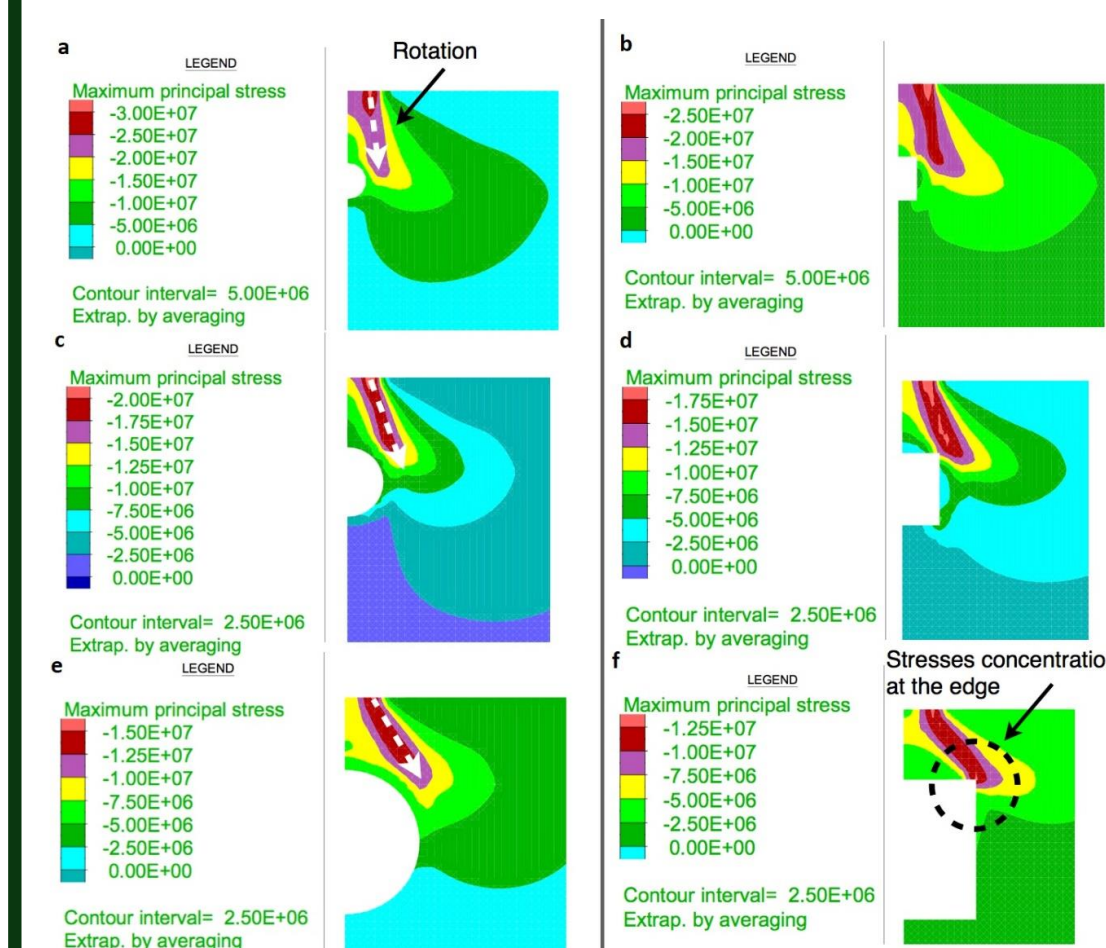 a
LEGEND
Maximum principal stress
-3.00E+07
-2.50E+07
-2.00E+07
-1.50E+07
-1.00E+07
-5.00E+06
0.00E+00
Contour interval= 5.00E+06
Extrap. by averaging
Rotation
b
LEGEND
Maximum principal stress
-2.50E+07
-2.00E+07
-1.50E+07
-1.00E+07
-5.00E+06
0.00E+00
Contour interval= 5.00E+06
Extrap. by averaging
c
LEGEND
Maximum principal stress
-2.00E+07
-1.75E+07
-1.50E+07
-1.25E+07
-1.00E+07
-7.50E+06
-5.00E+06
-2.50E+06
0.00E+00
Contour interval= 2.50E+06
Extrap. by averaging
d
LEGEND
Maximum principal stress
-1.75E+07
-1.50E+07
-1.25E+07
-1.00E+07
-7.50E+06
-5.00E+06
-2.50E+06
0.00E+00
Contour interval= 2.50E+06
Extrap. by averaging
e
LEGEND
Maximum principal stress
-1.50E+07
-1.25E+07
-1.00E+07
-7.50E+06
-5.00E+06
-2.50E+06
0.00E+00
Contour interval= 2.50E+06
Extrap. by averaging
f
LEGEND
Maximum principal stress
-1.25E+07
-1.00E+07
-7.50E+06
-5.00E+06
-2.50E+06
0.00E+00
Contour interval= 2.50E+06
Extrap. by averaging
Stresses concentratio
at the edge